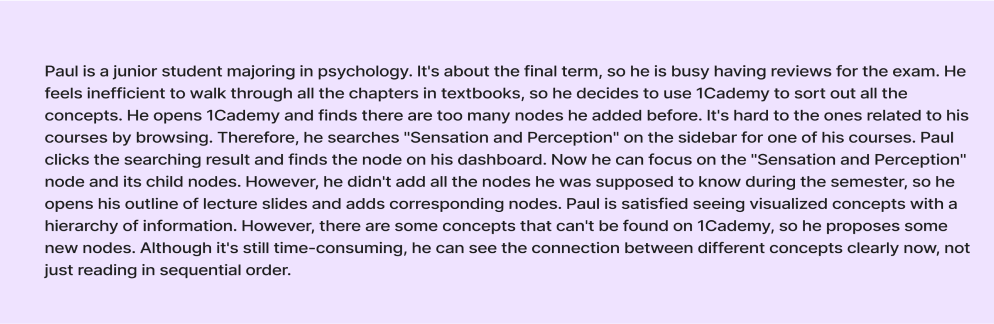 Paul is a junior student majoring in psychology. It's about the final term, so he is busy having reviews for the exam. He
feels inefficient to walk through all the chapters in textbooks, so he decides to use 1Cademy to sort out all the
concepts. He opens 1Cademy and finds there are too many nodes he added before. It's hard to the ones related to his
courses by browsing. Therefore, he searches "Sensation and Perception" on the sidebar for one of his courses. Paul
clicks the searching result and finds the node on his dashboard. Now he can focus on the "Sensation and Perception"
node and its child nodes. However, he didn't add all the nodes he was supposed to know during the semester, so he
opens his outline of lecture slides and adds corresponding nodes. Paul is satisfied seeing visualized concepts with a
hierarchy of information. However, there are some concepts that can't be found on 1Cademy, so he proposes some
new nodes. Although it's still time-consuming, he can see the connection between different concepts clearly now, not
just reading in sequential order.